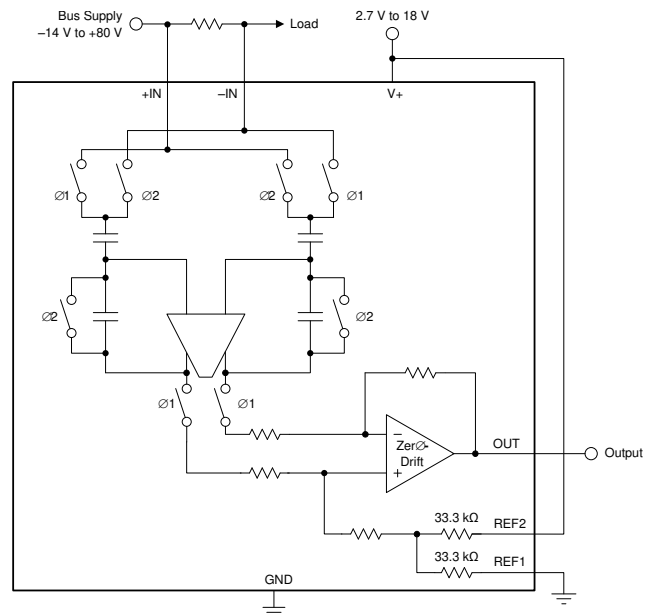 Bus Supply
–14 V to +80 V
Load
2.7 V to 18 V
+IN
–IN
V+
∅1
∅2
∅2
∅1
∅2
∅2
∅1
∅1
–
Zer∅-
Drift
+
OUT
Output
33.3 kΩ
REF2
33.3 kΩ
REF1
GND